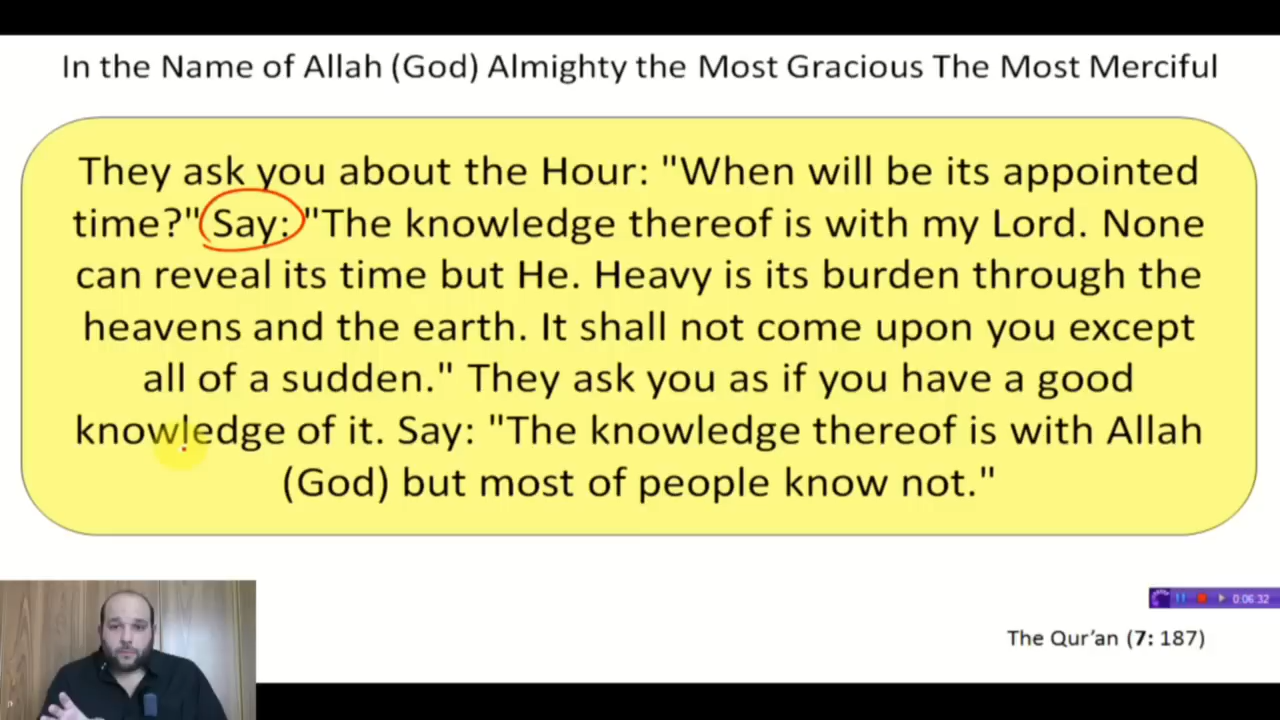 In the Name of Allah (God) Almighty the Most Gracious The Most Merciful
They ask you about the Hour: "When will be its appointed
time?" Say: "The knowledge thereof is with my Lord. None
can reveal its time but He. Heavy is its burden through the
heavens and the earth. It shall not come upon you except
all of a sudden." They ask you as if you have a good
knowledge of it. Say: "The knowledge thereof is with Allah
(God) but most of people know not."
0:06:32
The Qur'an (7: 187)